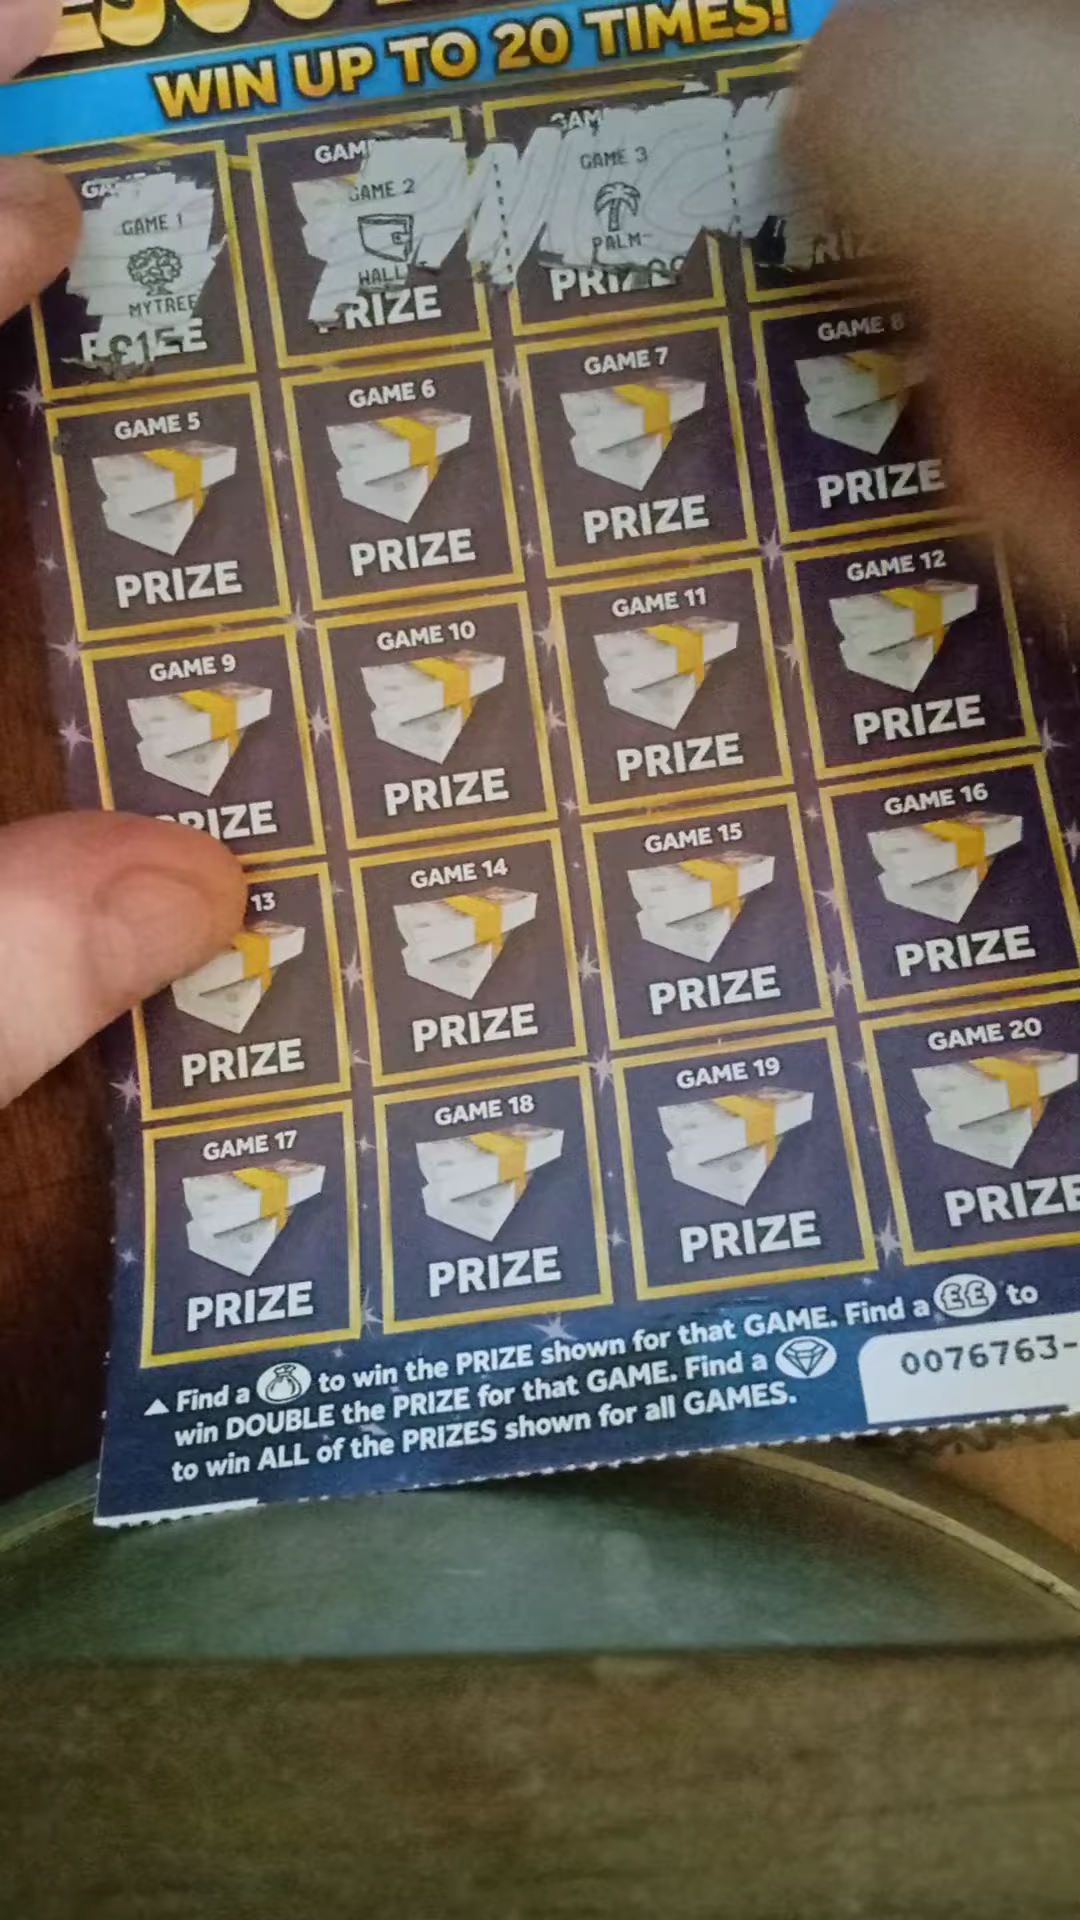 WIN UP TO 20 TIMES!
GAME 1
MYTREE
GAME 2
PRIZE
GAME 3
PALM
GAME 5
PRIZE
GAME 6
PRIZE
GAME 7
PRIZE
GAME 8
PRIZE
GAME 9
PRIZE
GAME 10
PRIZE
GAME 11
PRIZE
GAME 12
PRIZE
13
PRIZE
GAME 14
PRIZE
GAME 15
PRIZE
GAME 16
PRIZE
GAME 17
PRIZE
GAME 18
PRIZE
GAME 19
PRIZE
GAME 20
PRIZE
▲ Find a to win the PRIZE shown for that GAME. Find a ££ to
win DOUBLE the PRIZE for that GAME. Find a
to win ALL of the PRIZES shown for all GAMES.
0076763-